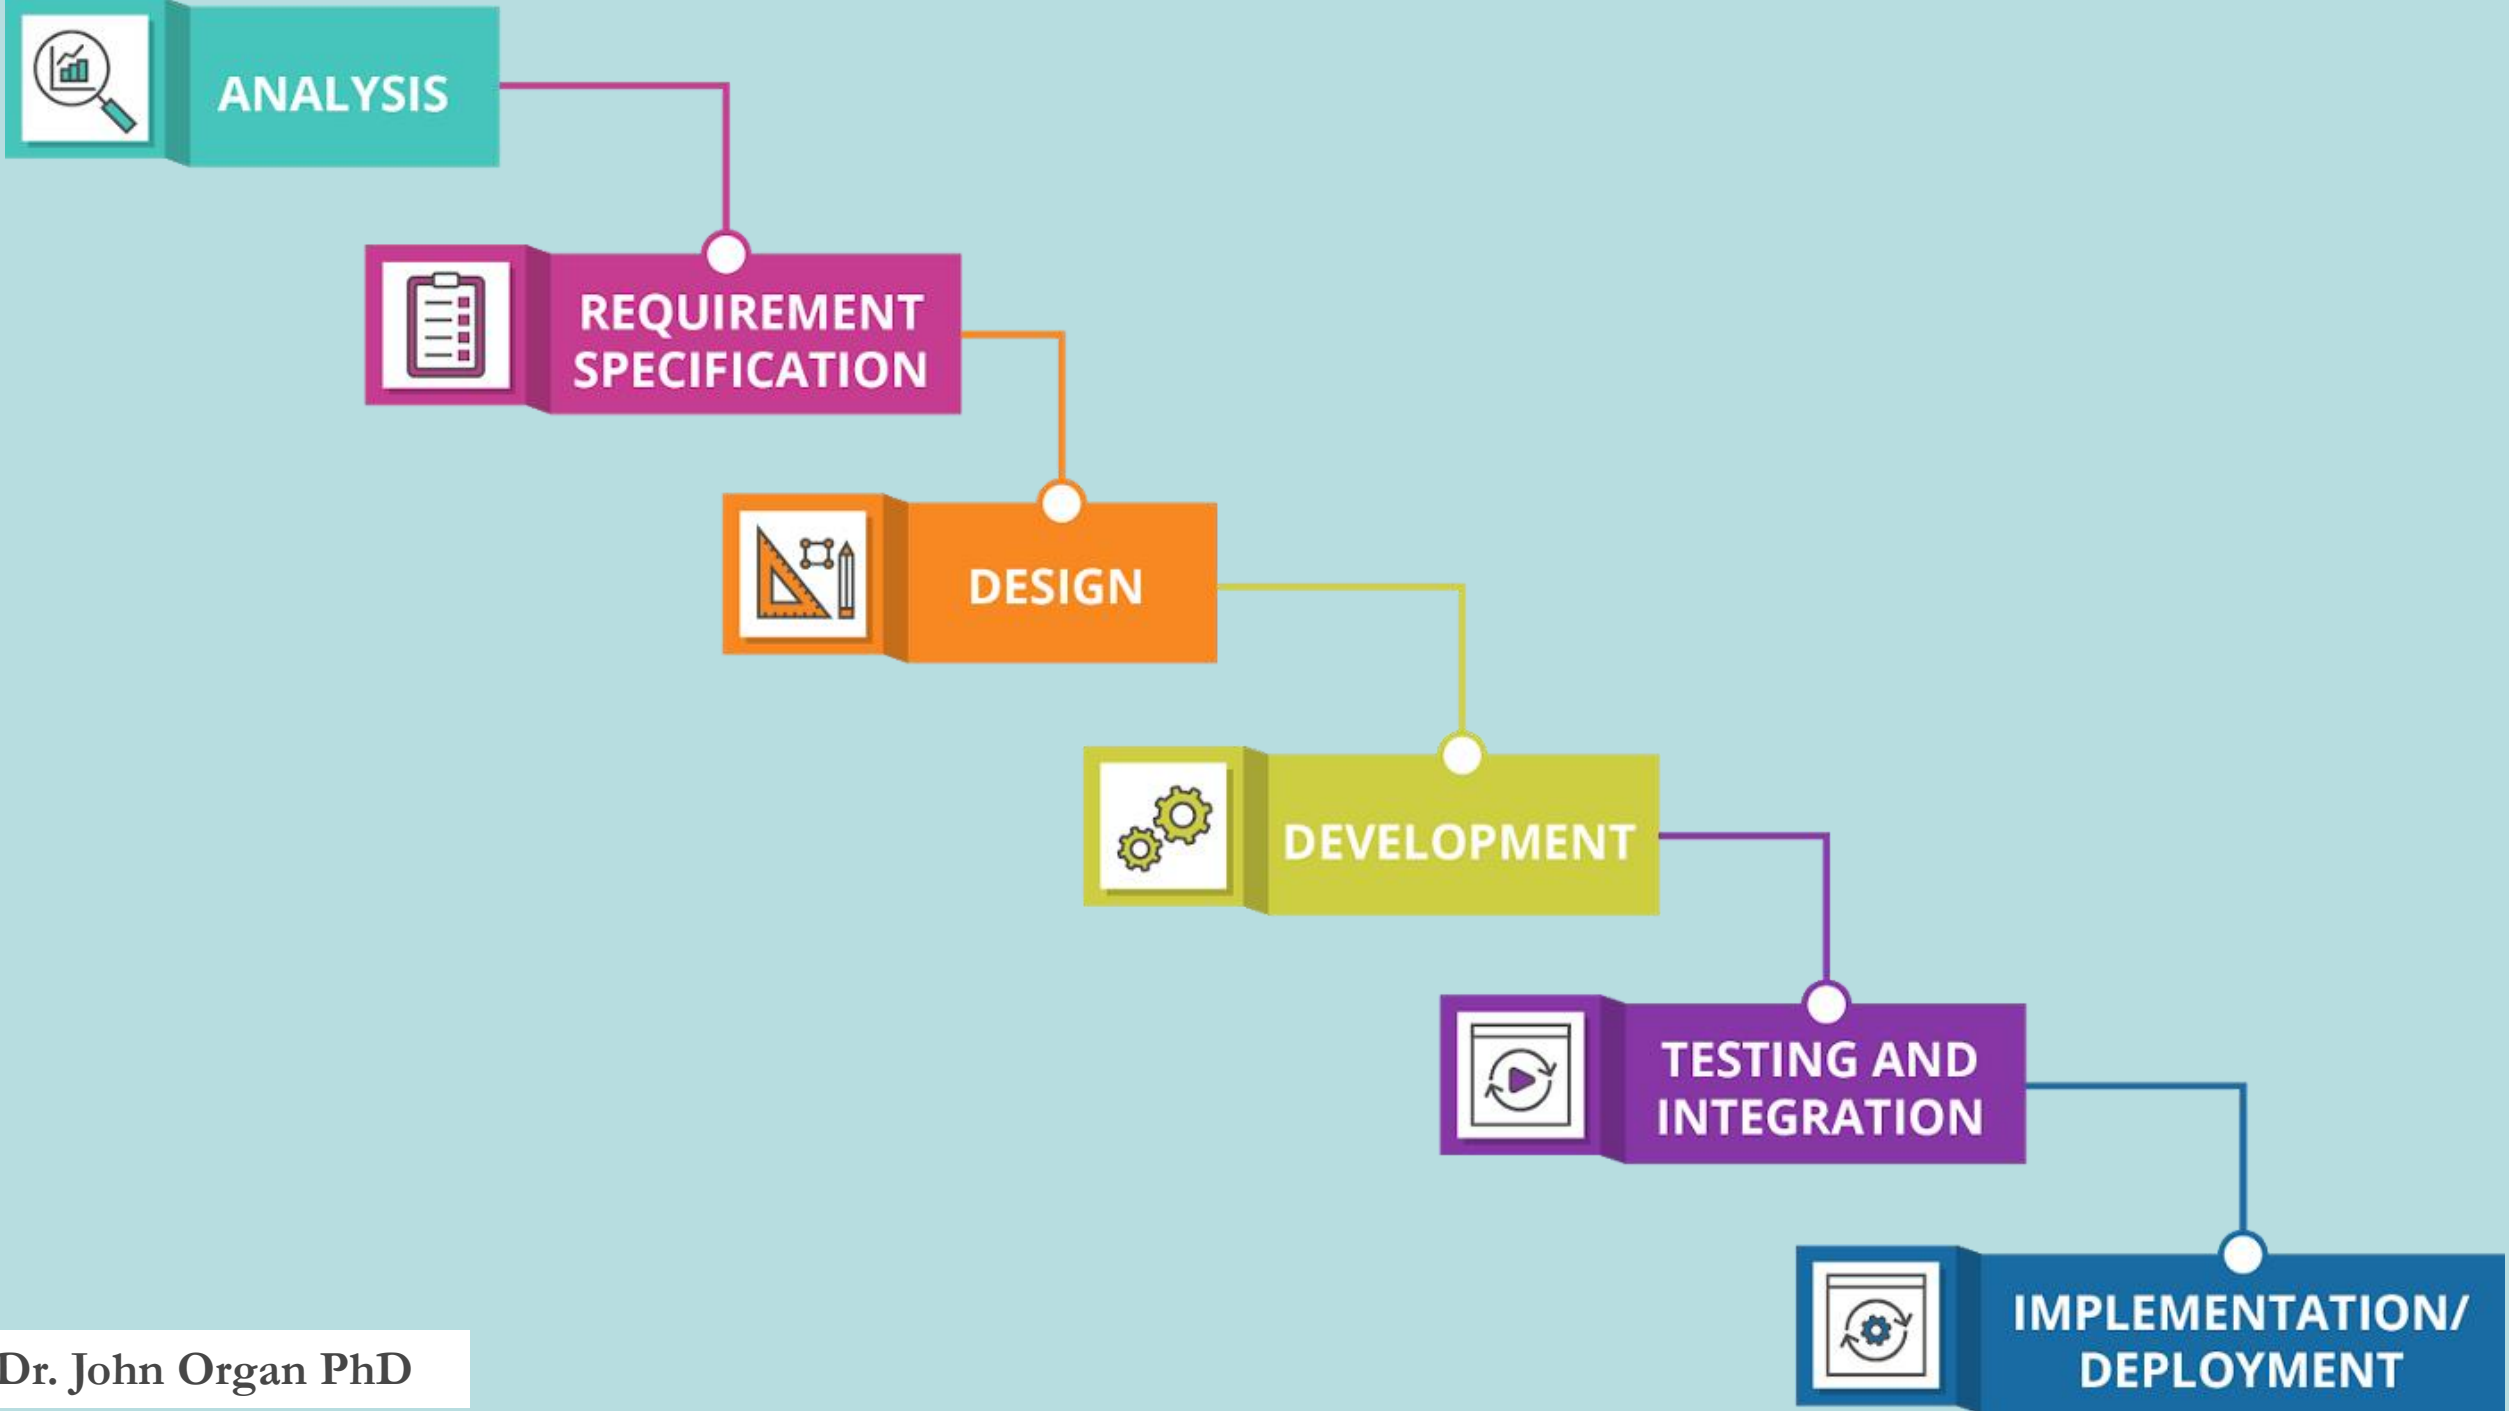 ANALYSIS
REQUIREMENT
SPECIFICATION
DESIGN
DEVELOPMENT
TESTING AND
INTEGRATION
IMPLEMENTATION/
DEPLOYMENT
Dr. John Organ PhD